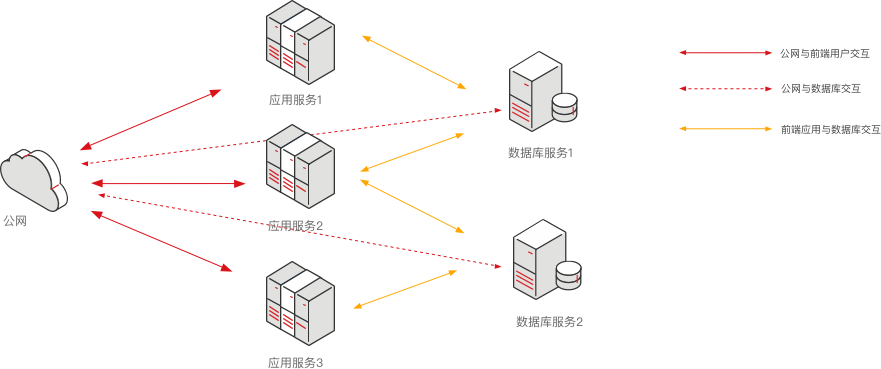 公网
应用服务1
应用服务2
应用服务3
数据库服务1
数据库服务2
公网与前端用户交互
公网与数据库交互
前端应用与数据库交互